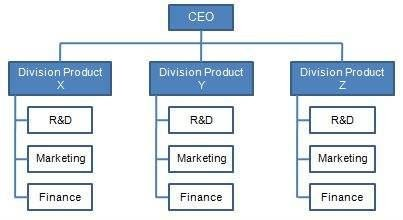 CEO
Division Product
X
Division Product
Y
Division Product
Z
R&D
R&D
R&D
Marketing
Marketing
Marketing
Finance
Finance
Finance